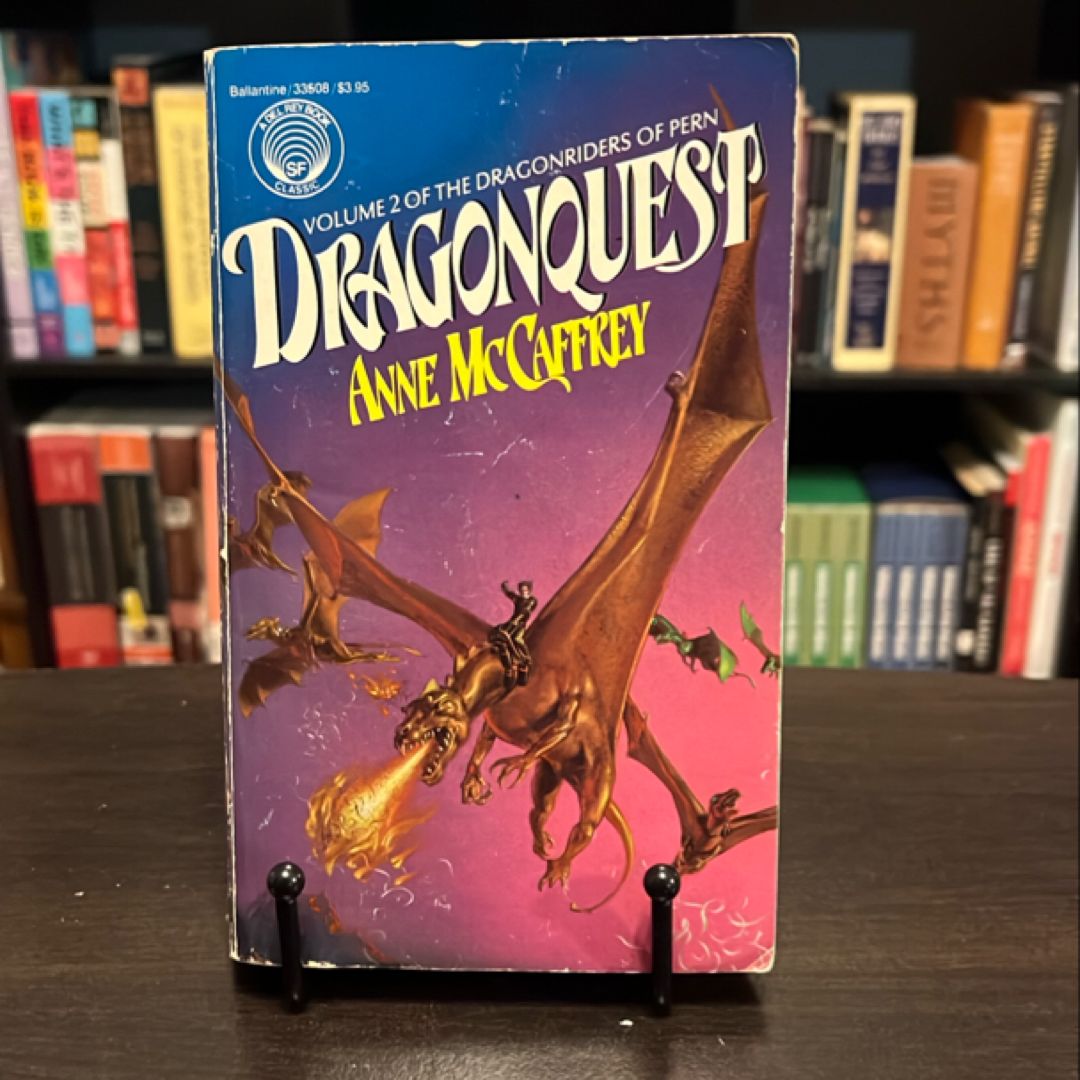 Ballantine/33508/$3.95
A DEL REY BOOK
SF
CLASSIC
VOLUME 2 OF THE DRAGONRIDERS OF PERN
DRAGONQUEST
ANNE MCCAFFREY
MYTHS